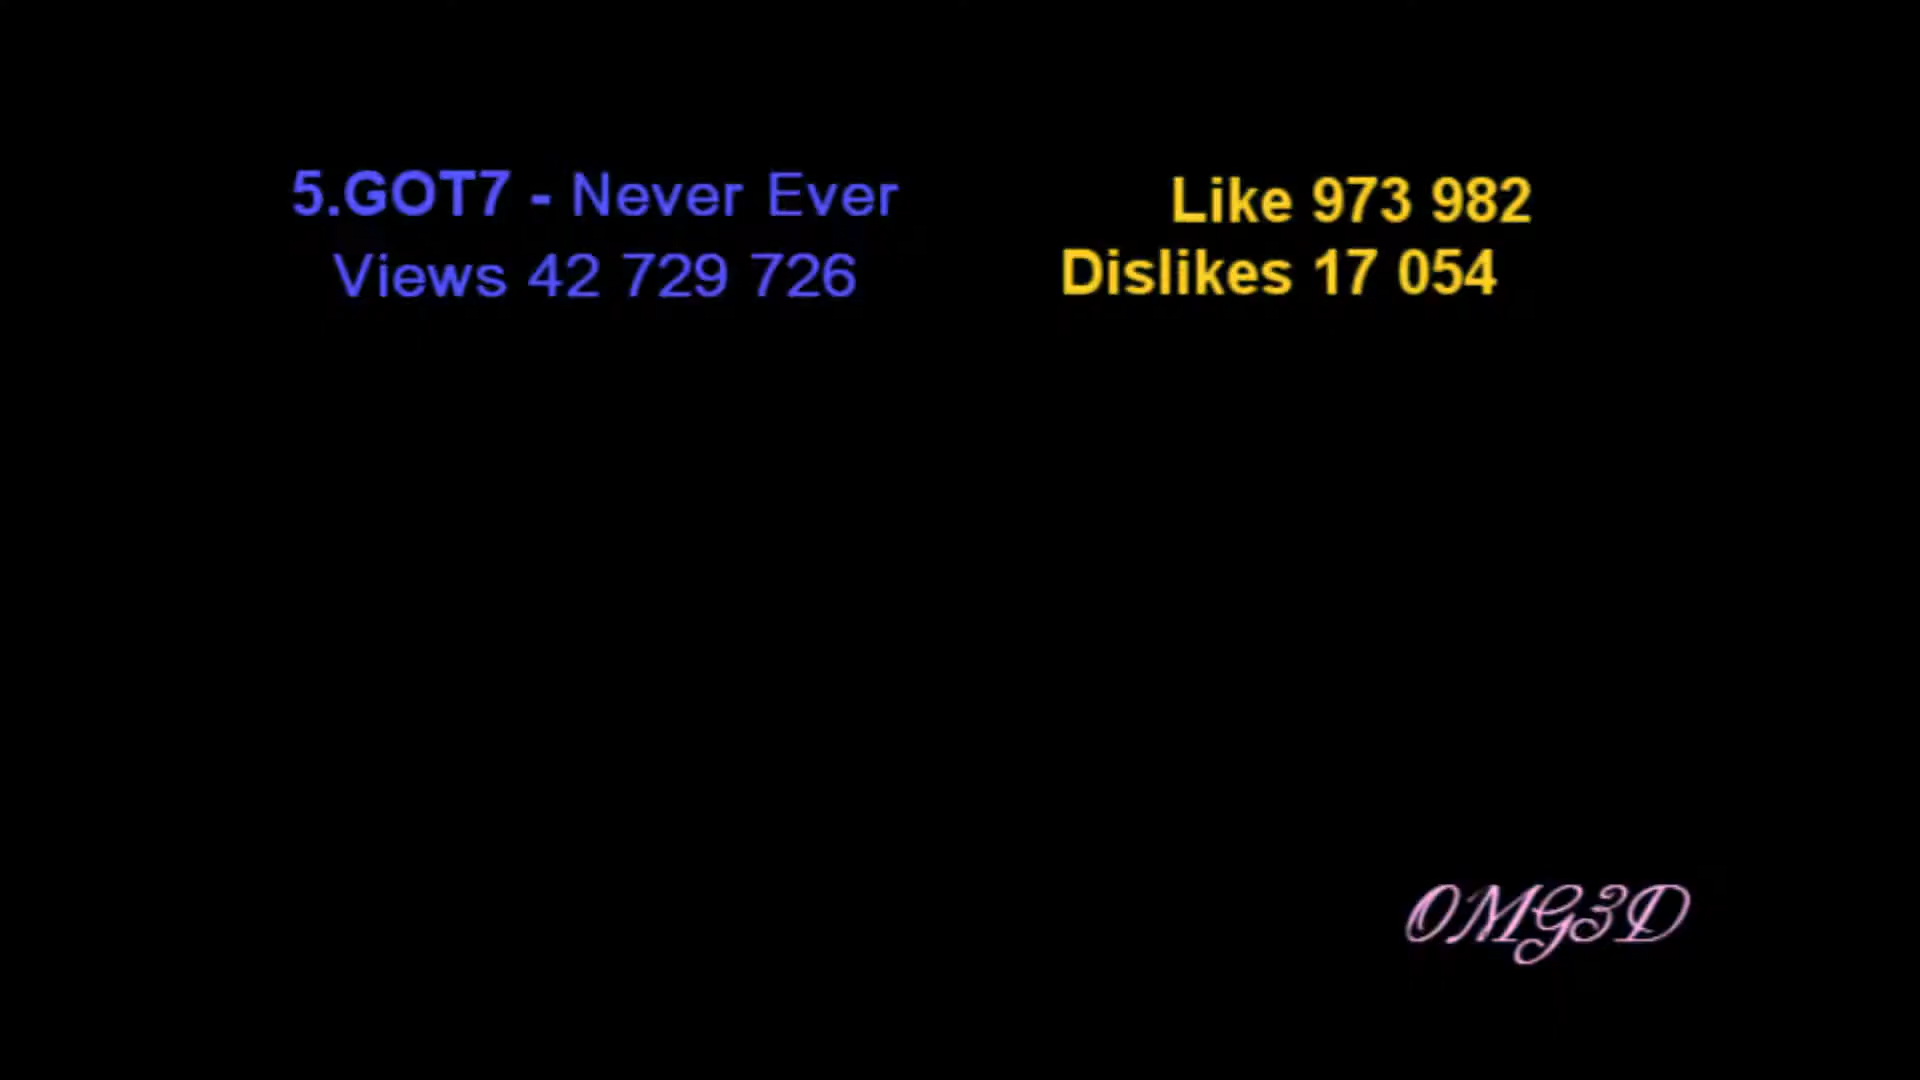 5.GOT7 - Never Ever
Views 42 729 726
Like 973 982
Dislikes 17 054
OMG3D